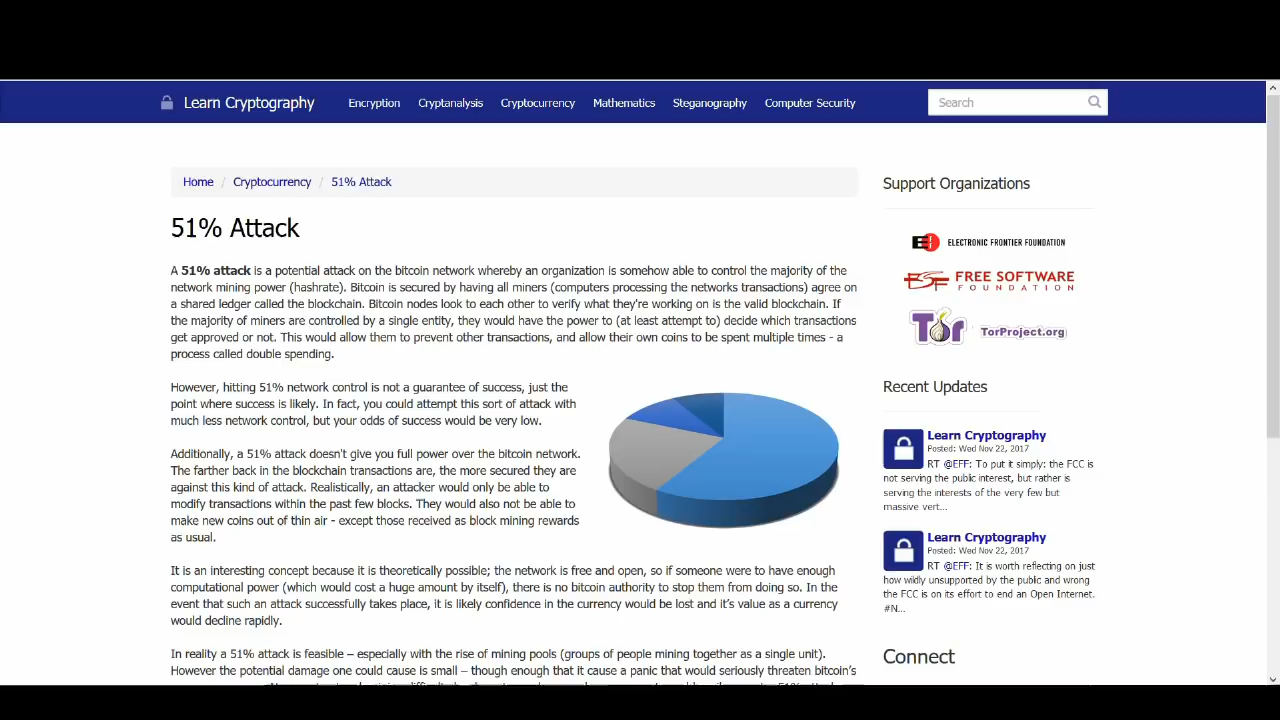 Learn Cryptography
Encryption
Cryptanalysis
Cryptocurrency
Mathematics
Steganography
Computer Security
Search
Home / Cryptocurrency / 51% Attack
51% Attack
A 51% attack is a potential attack on the bitcoin network whereby an organization is somehow able to control the majority of the
network mining power (hashrate). Bitcoin is secured by having all miners (computers processing the networks transactions) agree on
a shared ledger called the blockchain. Bitcoin nodes look to each other to verify what they're working on is the valid blockchain. If
the majority of miners are controlled by a single entity, they would have the power to (at least attempt to) decide which transactions
get approved or not. This would allow them to prevent other transactions, and allow their own coins to be spent multiple times - a
process called double spending.
However, hitting 51% network control is not a guarantee of success, just the
point where success is likely. In fact, you could attempt this sort of attack with
much less network control, but your odds of success would be very low.
Additionally, a 51% attack doesn't give you full power over the bitcoin network.
The farther back in the blockchain transactions are, the more secured they are
against this kind of attack. Realistically, an attacker would only be able to
modify transactions within the past few blocks. They would also not be able to
make new coins out of thin air - except those received as block mining rewards
as usual.
It is an interesting concept because it is theoretically possible; the network is free and open, so if someone were to have enough
computational power (which would cost a huge amount by itself), there is no bitcoin authority to stop them from doing so. In the
event that such an attack successfully takes place, it is likely confidence in the currency would be lost and it's value as a currency
would decline rapidly.
In reality a 51% attack is feasible – especially with the rise of mining pools (groups of people mining together as a single unit).
However the potential damage one could cause is small – though enough that it cause a panic that would seriously threaten bitcoin's
Support Organizations
EFF ELECTRONIC FRONTIER FOUNDATION
FSF FREE SOFTWARE
FOUNDATION
Tor TorProject.org
Recent Updates
Learn Cryptography
Posted: Wed Nov 22, 2017
RT @EFF: To put it simply: the FCC is
not serving the public interest, but rather is
serving the interests of the very few but
massive vert...
Learn Cryptography
Posted: Wed Nov 22, 2017
RT @EFF: It is worth reflecting on just
how wildly unsupported by the public and wrong
the FCC is on its effort to end an Open Internet.
#N...
Connect